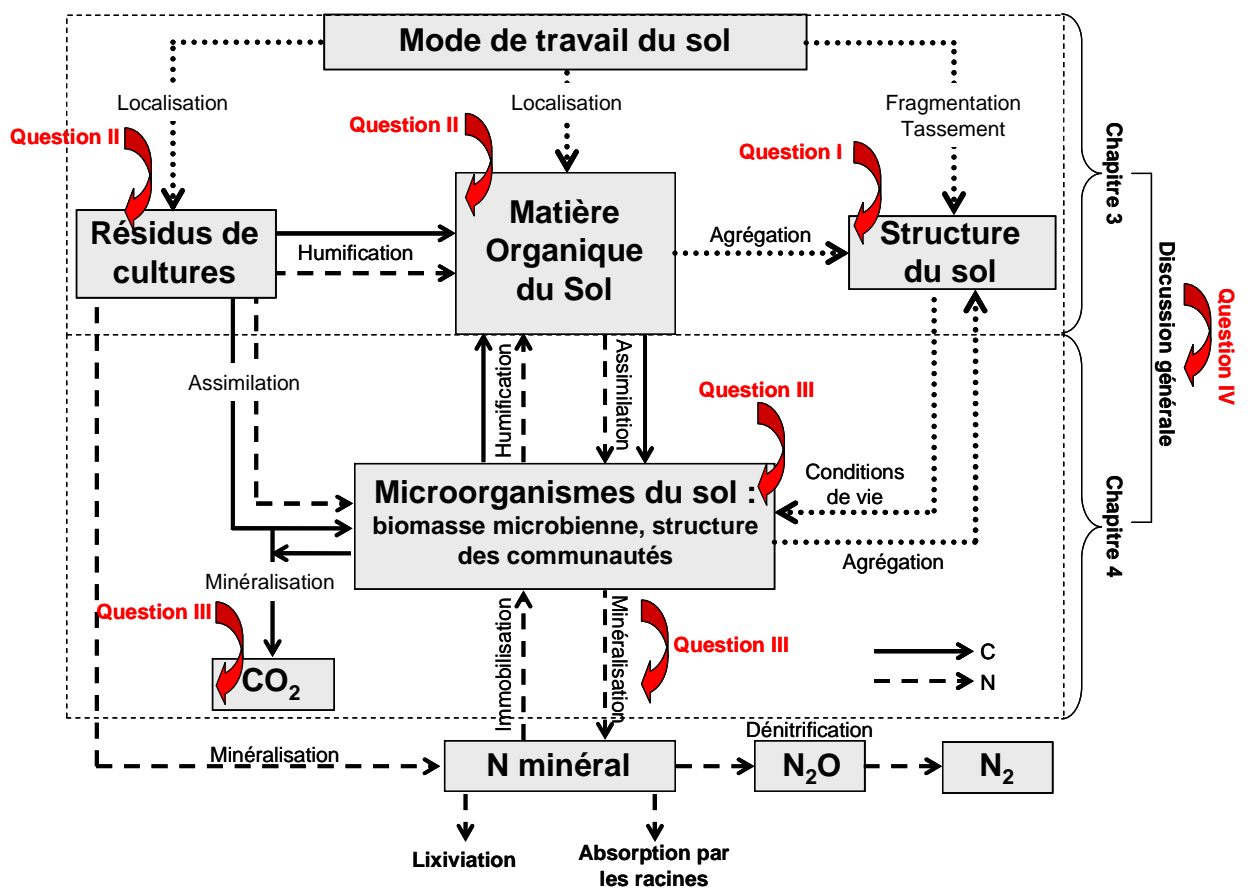 Mode de travail du sol
Localisation
Localisation
Fragmentation
Tassement
Question II
Question II
Question I
Résidus de
cultures
Humification
Matière
Organique
du Sol
Agrégation
Structure
du sol
Chapitre 3
Discussion générale
Question IV
Assimilation
Humification
Assimilation
Question III
Conditions
de vie
Microorganismes du sol :
biomasse microbienne, structure
des communautés
Agrégation
Chapitre 4
Minéralisation
Question III
CO2
Immobilisation
Minéralisation
Question III
C
N
Minéralisation
N minéral
Dénitrification
N2O
N2
Lixiviation
Absorption par
les racines